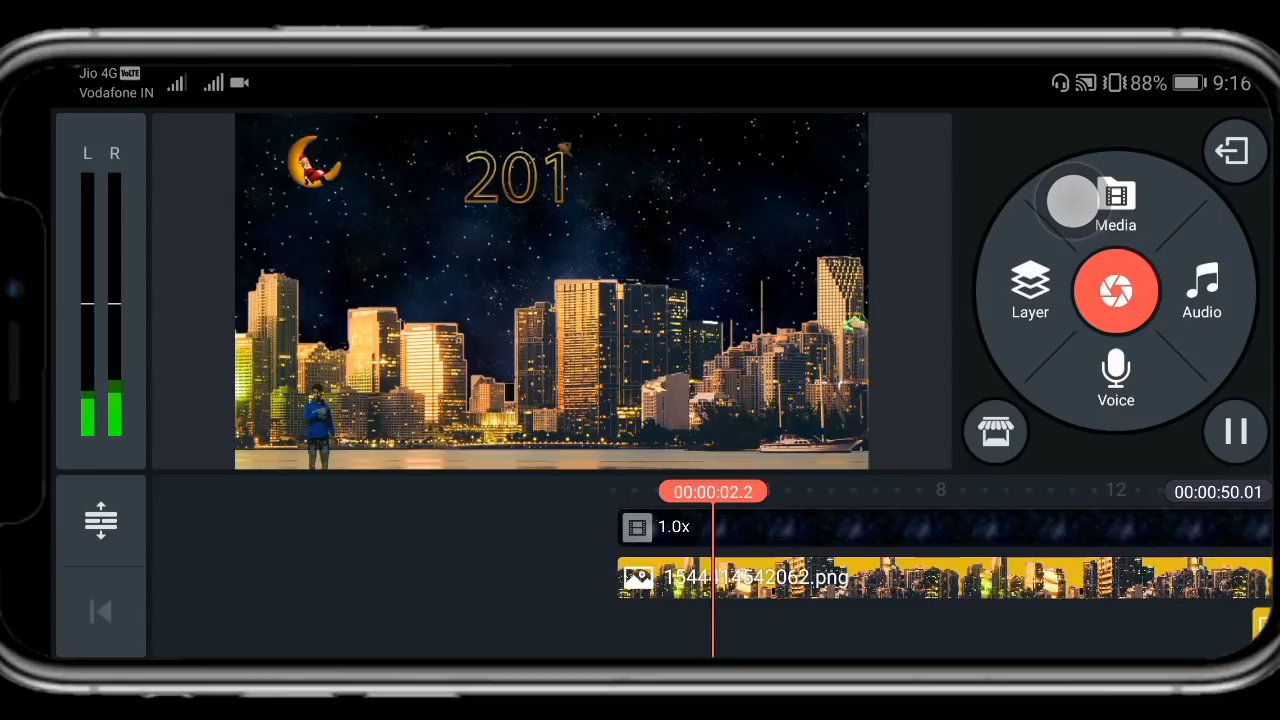 Jio 4G VoLTE
Vodafone IN
88% 9:16
L R
201
Media
Layer
Audio
Voice
00:00:02.2
8
12
00:00:50.01
1.0x
1544414542062.png